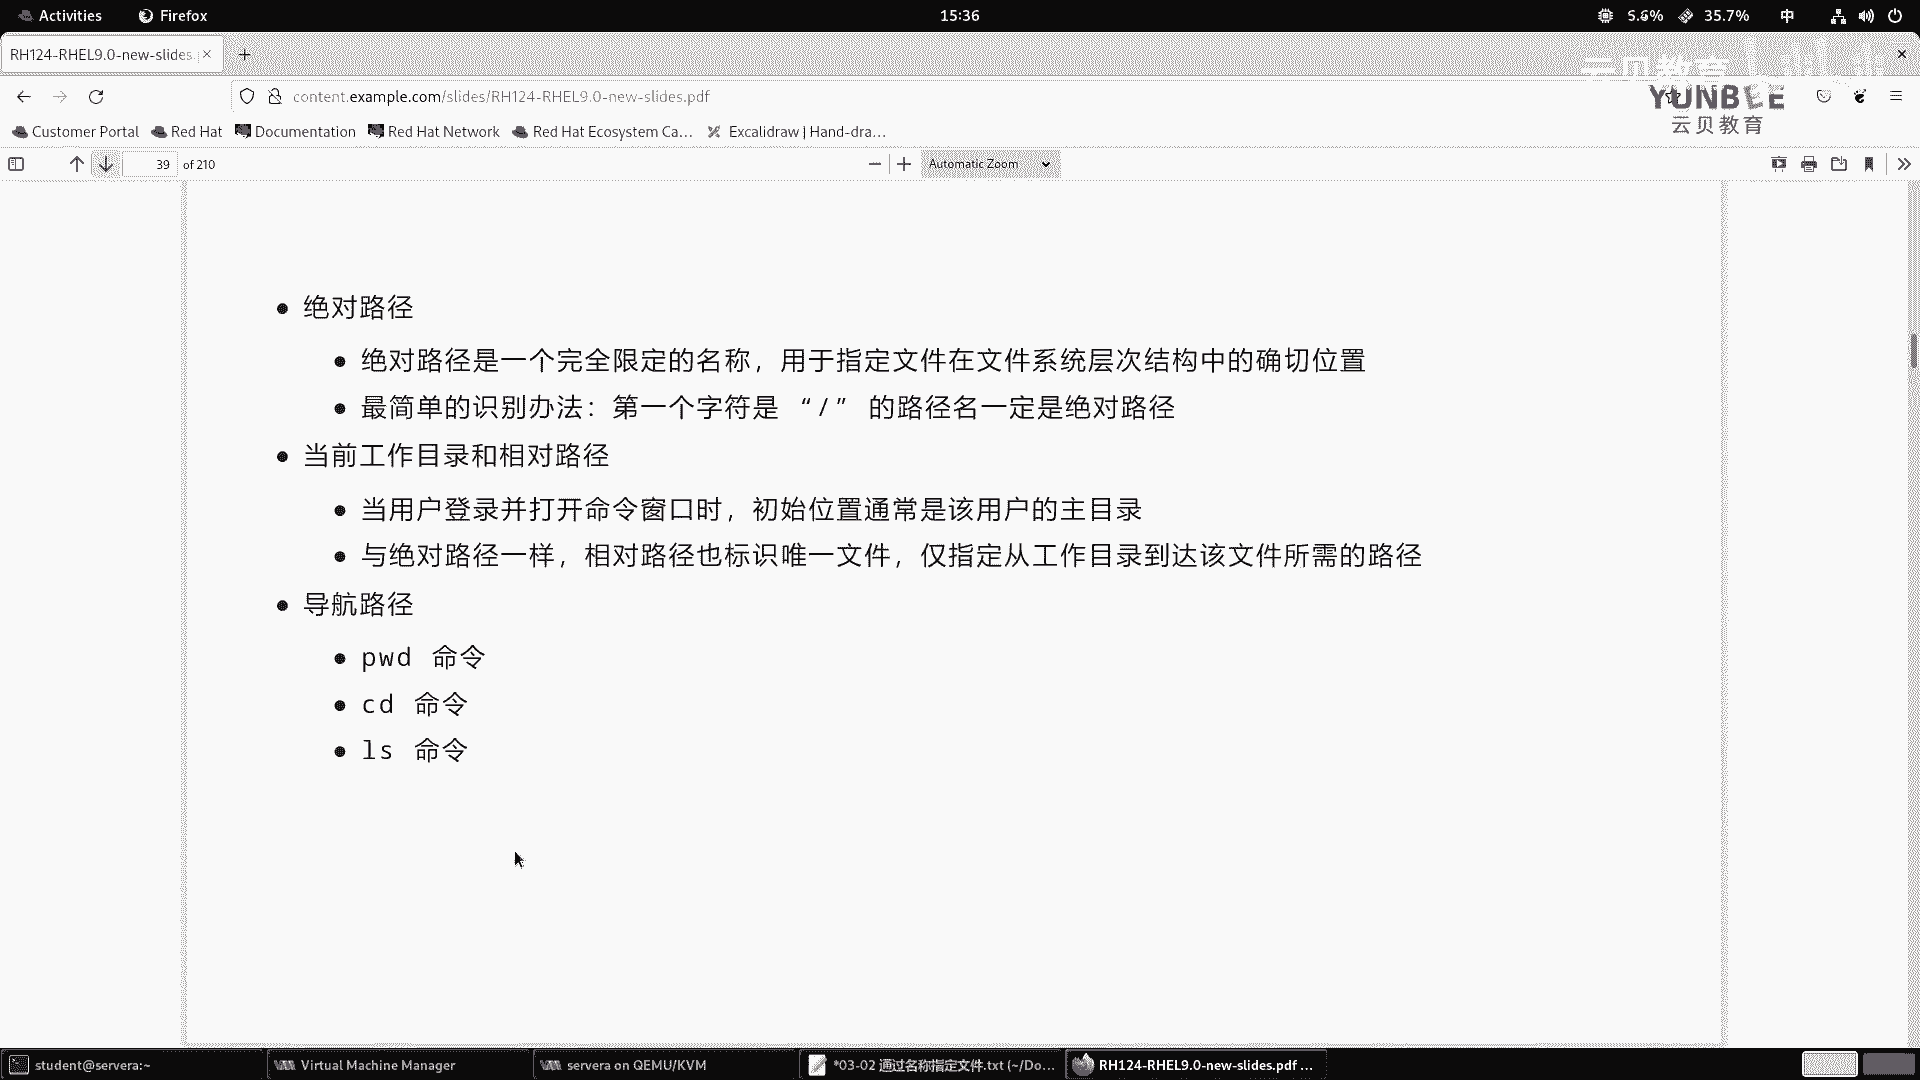 Activities
Firefox
15:36
5.6%
35.7%
中
RH124-RHEL9.0-new-slides.
content.example.com/slides/RH124-RHEL9.0-new-slides.pdf
云贝教育
YUNBEE
云贝教育
Customer Portal
Red Hat
Documentation
Red Hat Network
Red Hat Ecosystem Ca…
Excalidraw | Hand-dra…
39 of 210
Automatic Zoom
• 绝对路径
• 绝对路径是一个完全限定的名称，用于指定文件在文件系统层次结构中的确切位置
• 最简单的识别办法：第一个字符是 “/” 的路径名一定是绝对路径
• 当前工作目录和相对路径
• 当用户登录并打开命令窗口时，初始位置通常是该用户的主目录
• 与绝对路径一样，相对路径也标识唯一文件，仅指定从工作目录到达该文件所需的路径
• 导航路径
• pwd 命令
• cd 命令
• ls 命令
student@servera:~
Virtual Machine Manager
servera on QEMU/KVM
*03-02 通过名称指定文件.txt (~/Do…
RH124-RHEL9.0-new-slides.pdf …